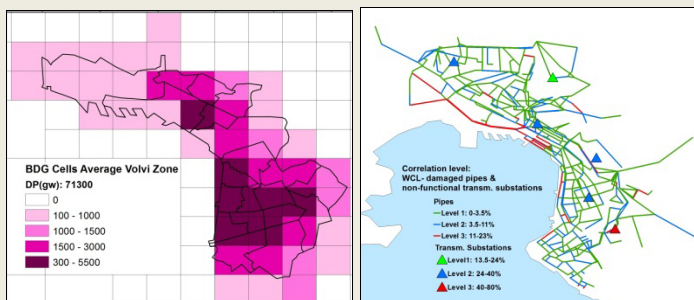 BDG Cells Average Volvi Zone
DP(gw): 71300
0
100 - 1000
1000 - 1500
1500 - 3000
300 - 5500
Correlation level:
WCL- damaged pipes &
non-functional transm. substations
Pipes
Level 1: 0-3.5%
Level 2: 3.5-11%
Level 3: 11-23%
Transm. Substations
Level1: 13.5-24%
Level 2: 24-40%
Level 3: 40-80%